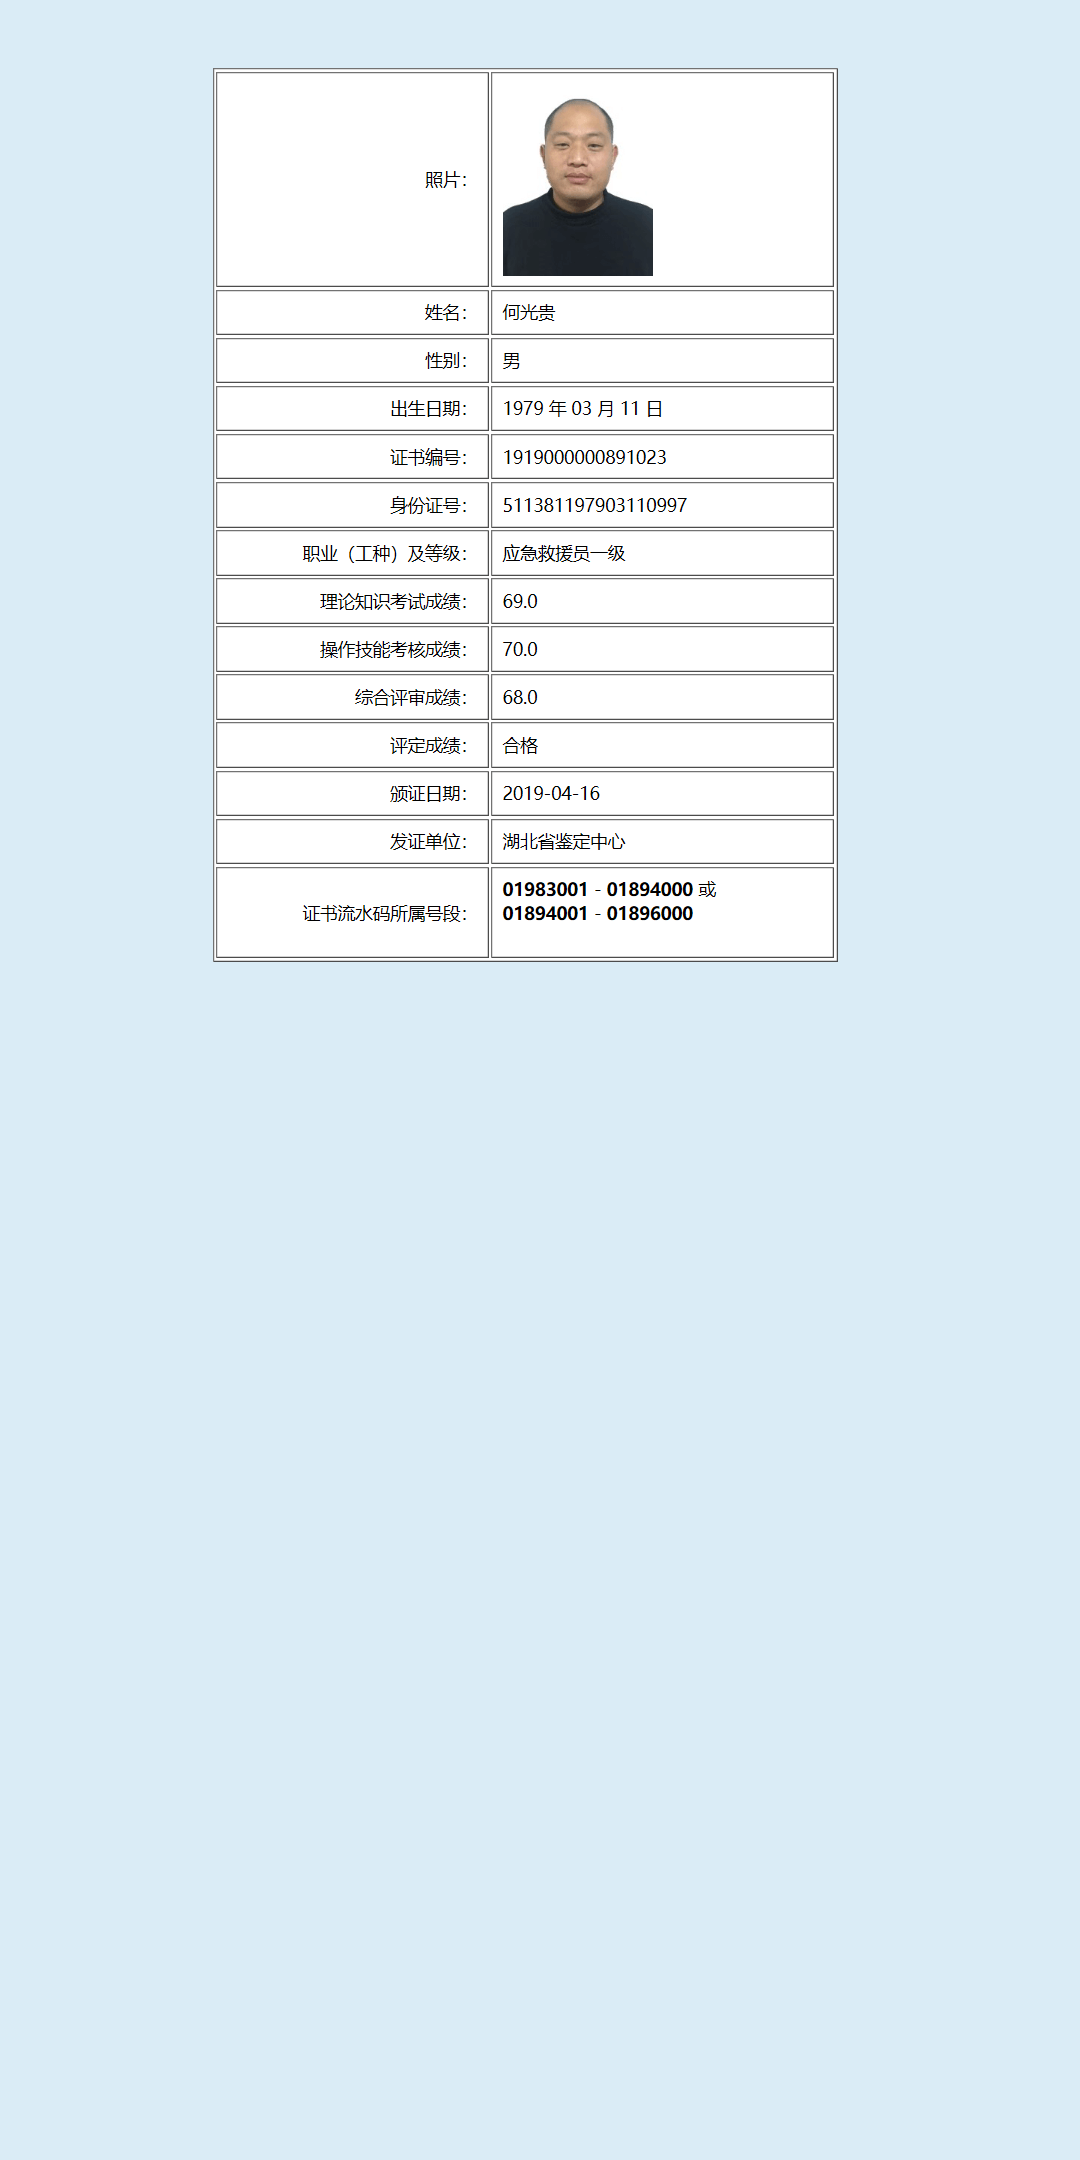 照片：
姓名： 何光贵
性别： 男
出生日期： 1979 年 03 月 11 日
证书编号： 1919000000891023
身份证号： 511381197903110997
职业（工种）及等级： 应急救援员一级
理论知识考试成绩： 69.0
操作技能考核成绩： 70.0
综合评审成绩： 68.0
评定成绩： 合格
颁证日期： 2019-04-16
发证单位： 湖北省鉴定中心
证书流水码所属号段： 01983001 - 01894000 或
01894001 - 01896000